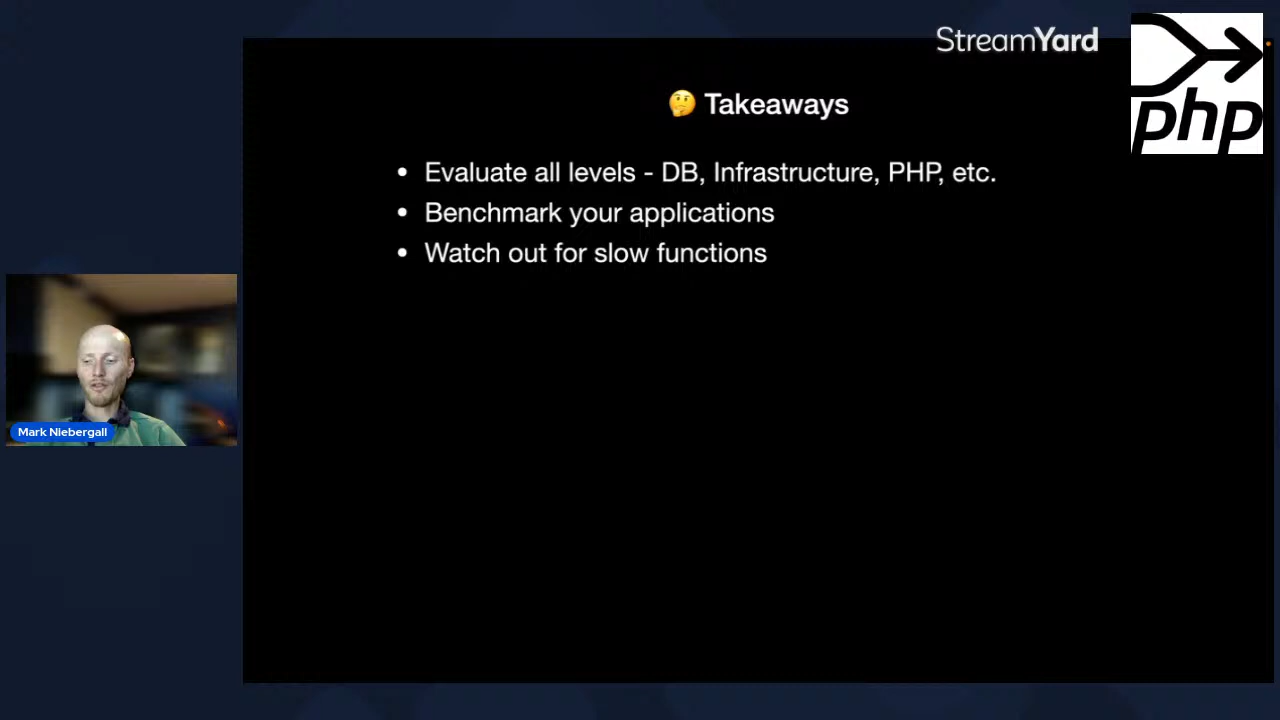 StreamYard
php
🤔 Takeaways
• Evaluate all levels - DB, Infrastructure, PHP, etc.
• Benchmark your applications
• Watch out for slow functions
Mark Niebergall